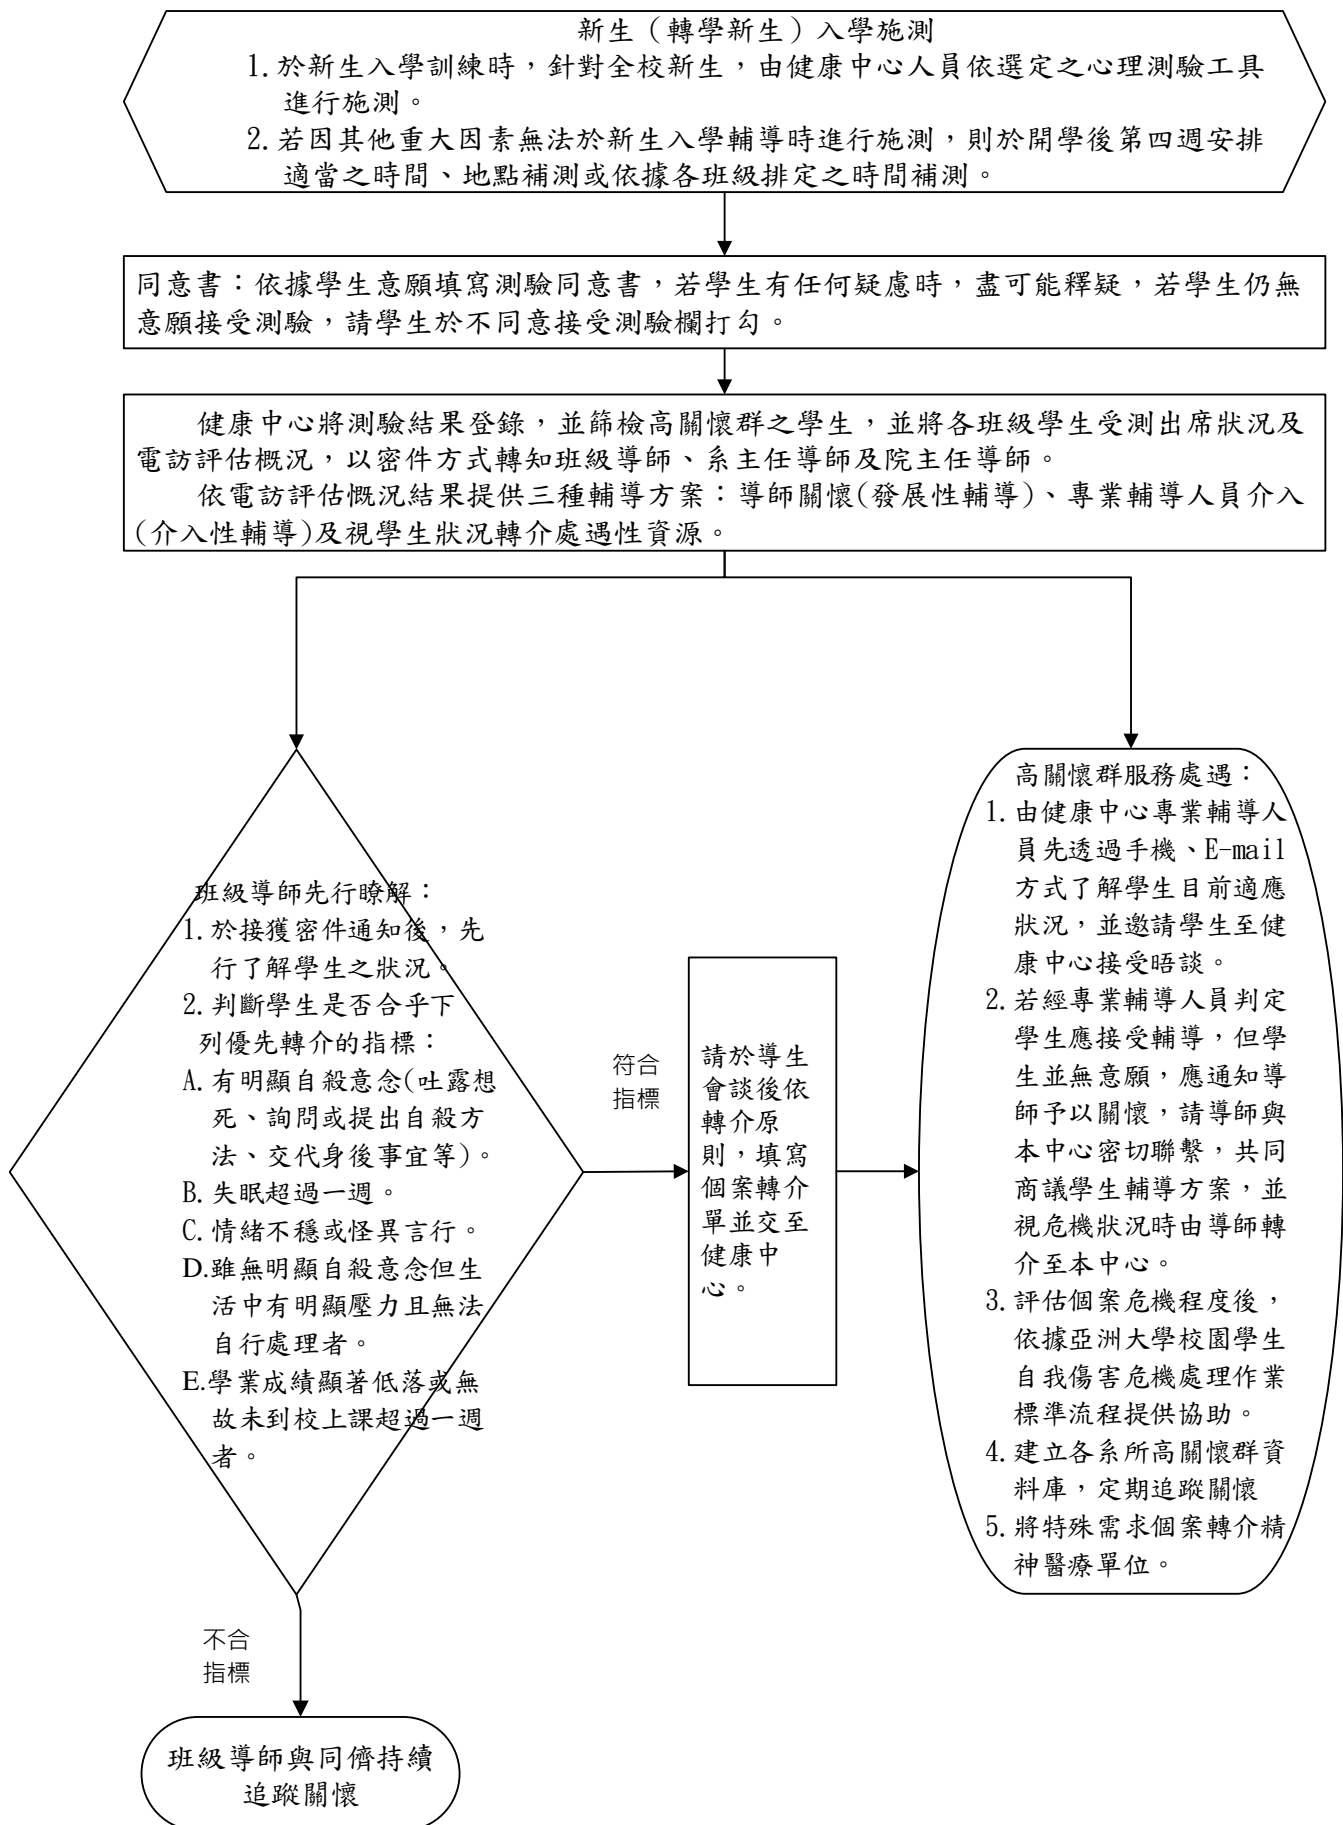 新生（轉學新生）入學施測
1.於新生入學訓練時，針對全校新生，由健康中心人員依選定之心理測驗工具
進行施測。
2.若因其他重大因素無法於新生入學輔導時進行施測，則於開學後第四週安排
適當之時間、地點補測或依據各班級排定之時間補測。
同意書：依據學生意願填寫測驗同意書，若學生有任何疑慮時，盡可能釋疑，若學生仍無
意願接受測驗，請學生於不同意接受測驗欄打勾。
健康中心將測驗結果登錄，並篩檢高關懷群之學生，並將各班級學生受測出席狀況及
電訪評估概況，以密件方式轉知班級導師、系主任導師及院主任導師。
依電訪評估慨況結果提供三種輔導方案：導師關懷(發展性輔導)、專業輔導人員介入
(介入性輔導)及視學生狀況轉介處遇性資源。
班級導師先行瞭解：
1.於接獲密件通知後，先
行了解學生之狀況。
2.判斷學生是否合乎下
列優先轉介的指標：
A.有明顯自殺意念(吐露想
死、詢問或提出自殺方
法、交代身後事宜等)。
B.失眠超過一週。
C.情緒不穩或怪異言行。
D.雖無明顯自殺意念但生
活中有明顯壓力且無法
自行處理者。
E.學業成績顯著低落或無
故未到校上課超過一週
者。
符合
指標
請於導生
會談後依
轉介原
則，填寫
個案轉介
單並交至
健康中
心。
高關懷群服務處遇：
1.由健康中心專業輔導人
員先透過手機、E-mail
方式了解學生目前適應
狀況，並邀請學生至健
康中心接受晤談。
2.若經專業輔導人員判定
學生應接受輔導，但學
生並無意願，應通知導
師予以關懷，請導師與
本中心密切聯繫，共同
商議學生輔導方案，並
視危機狀況時由導師轉
介至本中心。
3.評估個案危機程度後，
依據亞洲大學校園學生
自我傷害危機處理作業
標準流程提供協助。
4.建立各系所高關懷群資
料庫，定期追蹤關懷
5.將特殊需求個案轉介精
神醫療單位。
不合
指標
班級導師與同儕持續
追蹤關懷